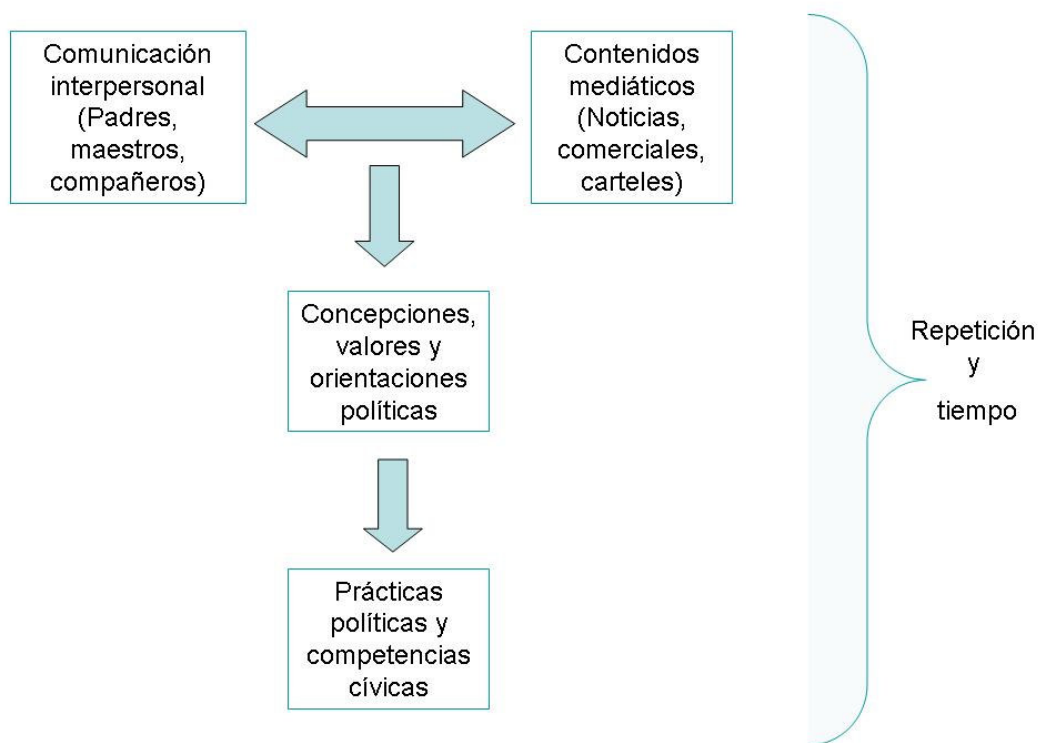 Comunicación
interpersonal
(Padres,
maestros,
compañeros)
Contenidos
mediáticos
(Noticias,
comerciales,
carteles)
Concepciones,
valores y
orientaciones
políticas
Prácticas
políticas y
competencias
cívicas
Repetición
y
tiempo